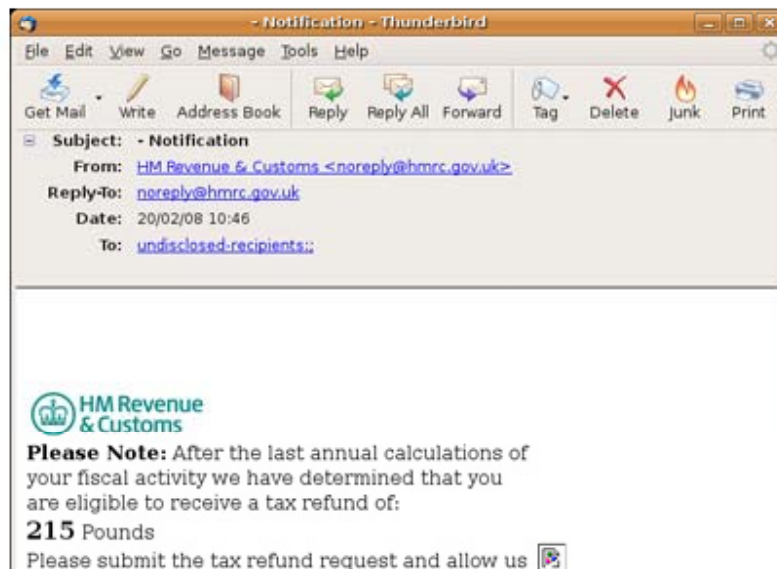 - Notification - Thunderbird
File Edit View Go Message Tools Help
Get Mail Write Address Book Reply Reply All Forward Tag Delete Junk Print
Subject: - Notification
From: HM Revenue & Customs <noreply@hmrc.gov.uk>
Reply-To: noreply@hmrc.gov.uk
Date: 20/02/08 10:46
To: undisclosed-recipients:;
HM Revenue
& Customs
Please Note: After the last annual calculations of
your fiscal activity we have determined that you
are eligible to receive a tax refund of:
215 Pounds
Please submit the tax refund request and allow us